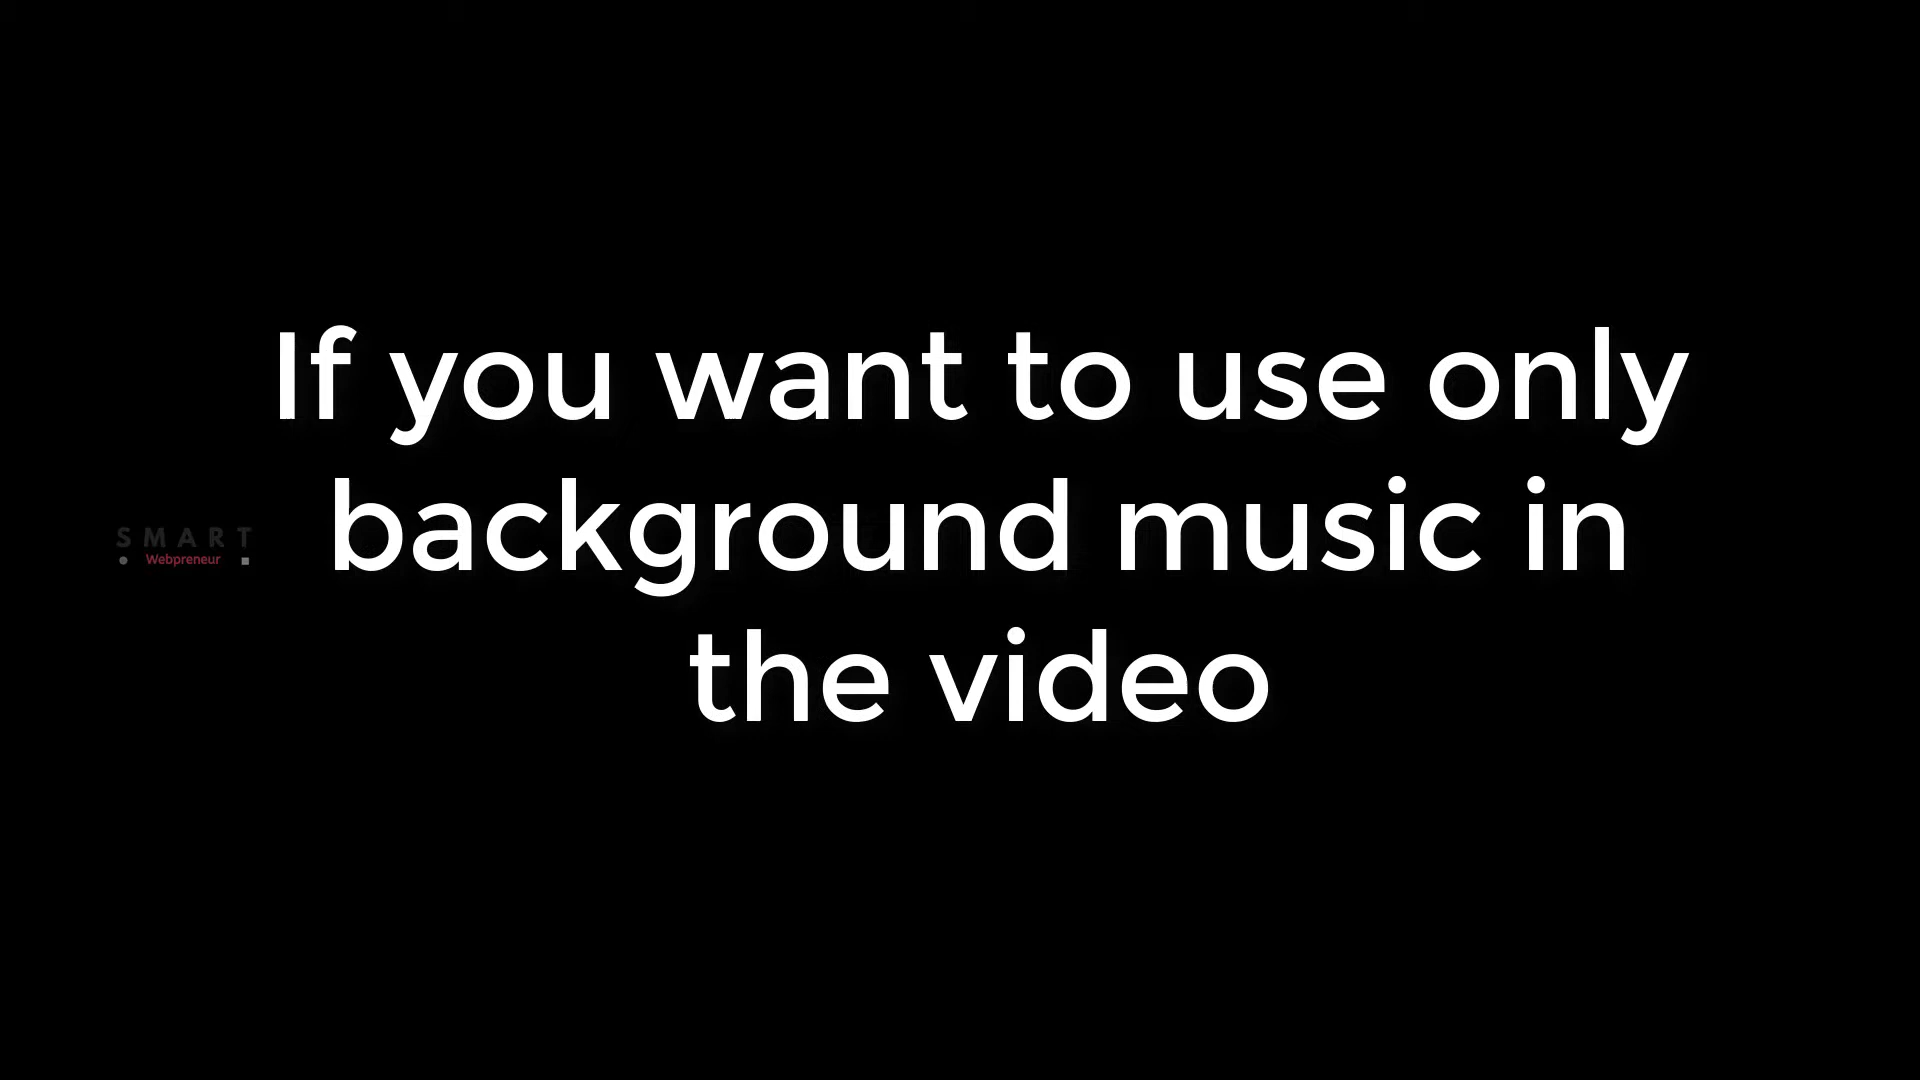 If you want to use only
background music in
the video
SMART
Webpreneur